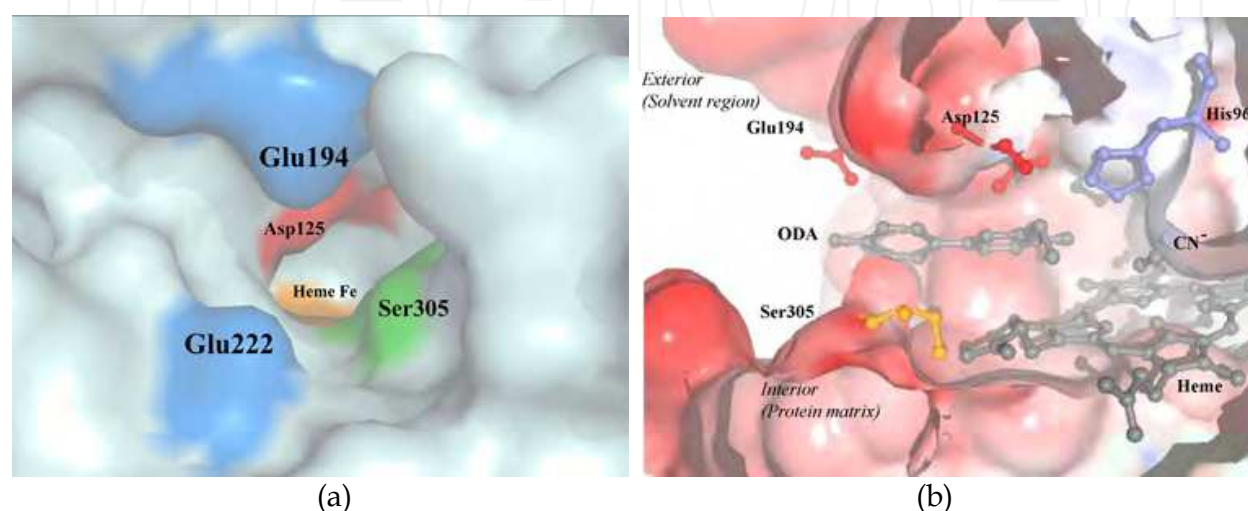 Glu194
Asp125
Heme Fe
Ser305
Glu222
(a)
Exterior
(Solvent region)
Glu194
Asp125
His96
ODA
CN-
Ser305
Interior
(Protein matrix)
Heme
(b)